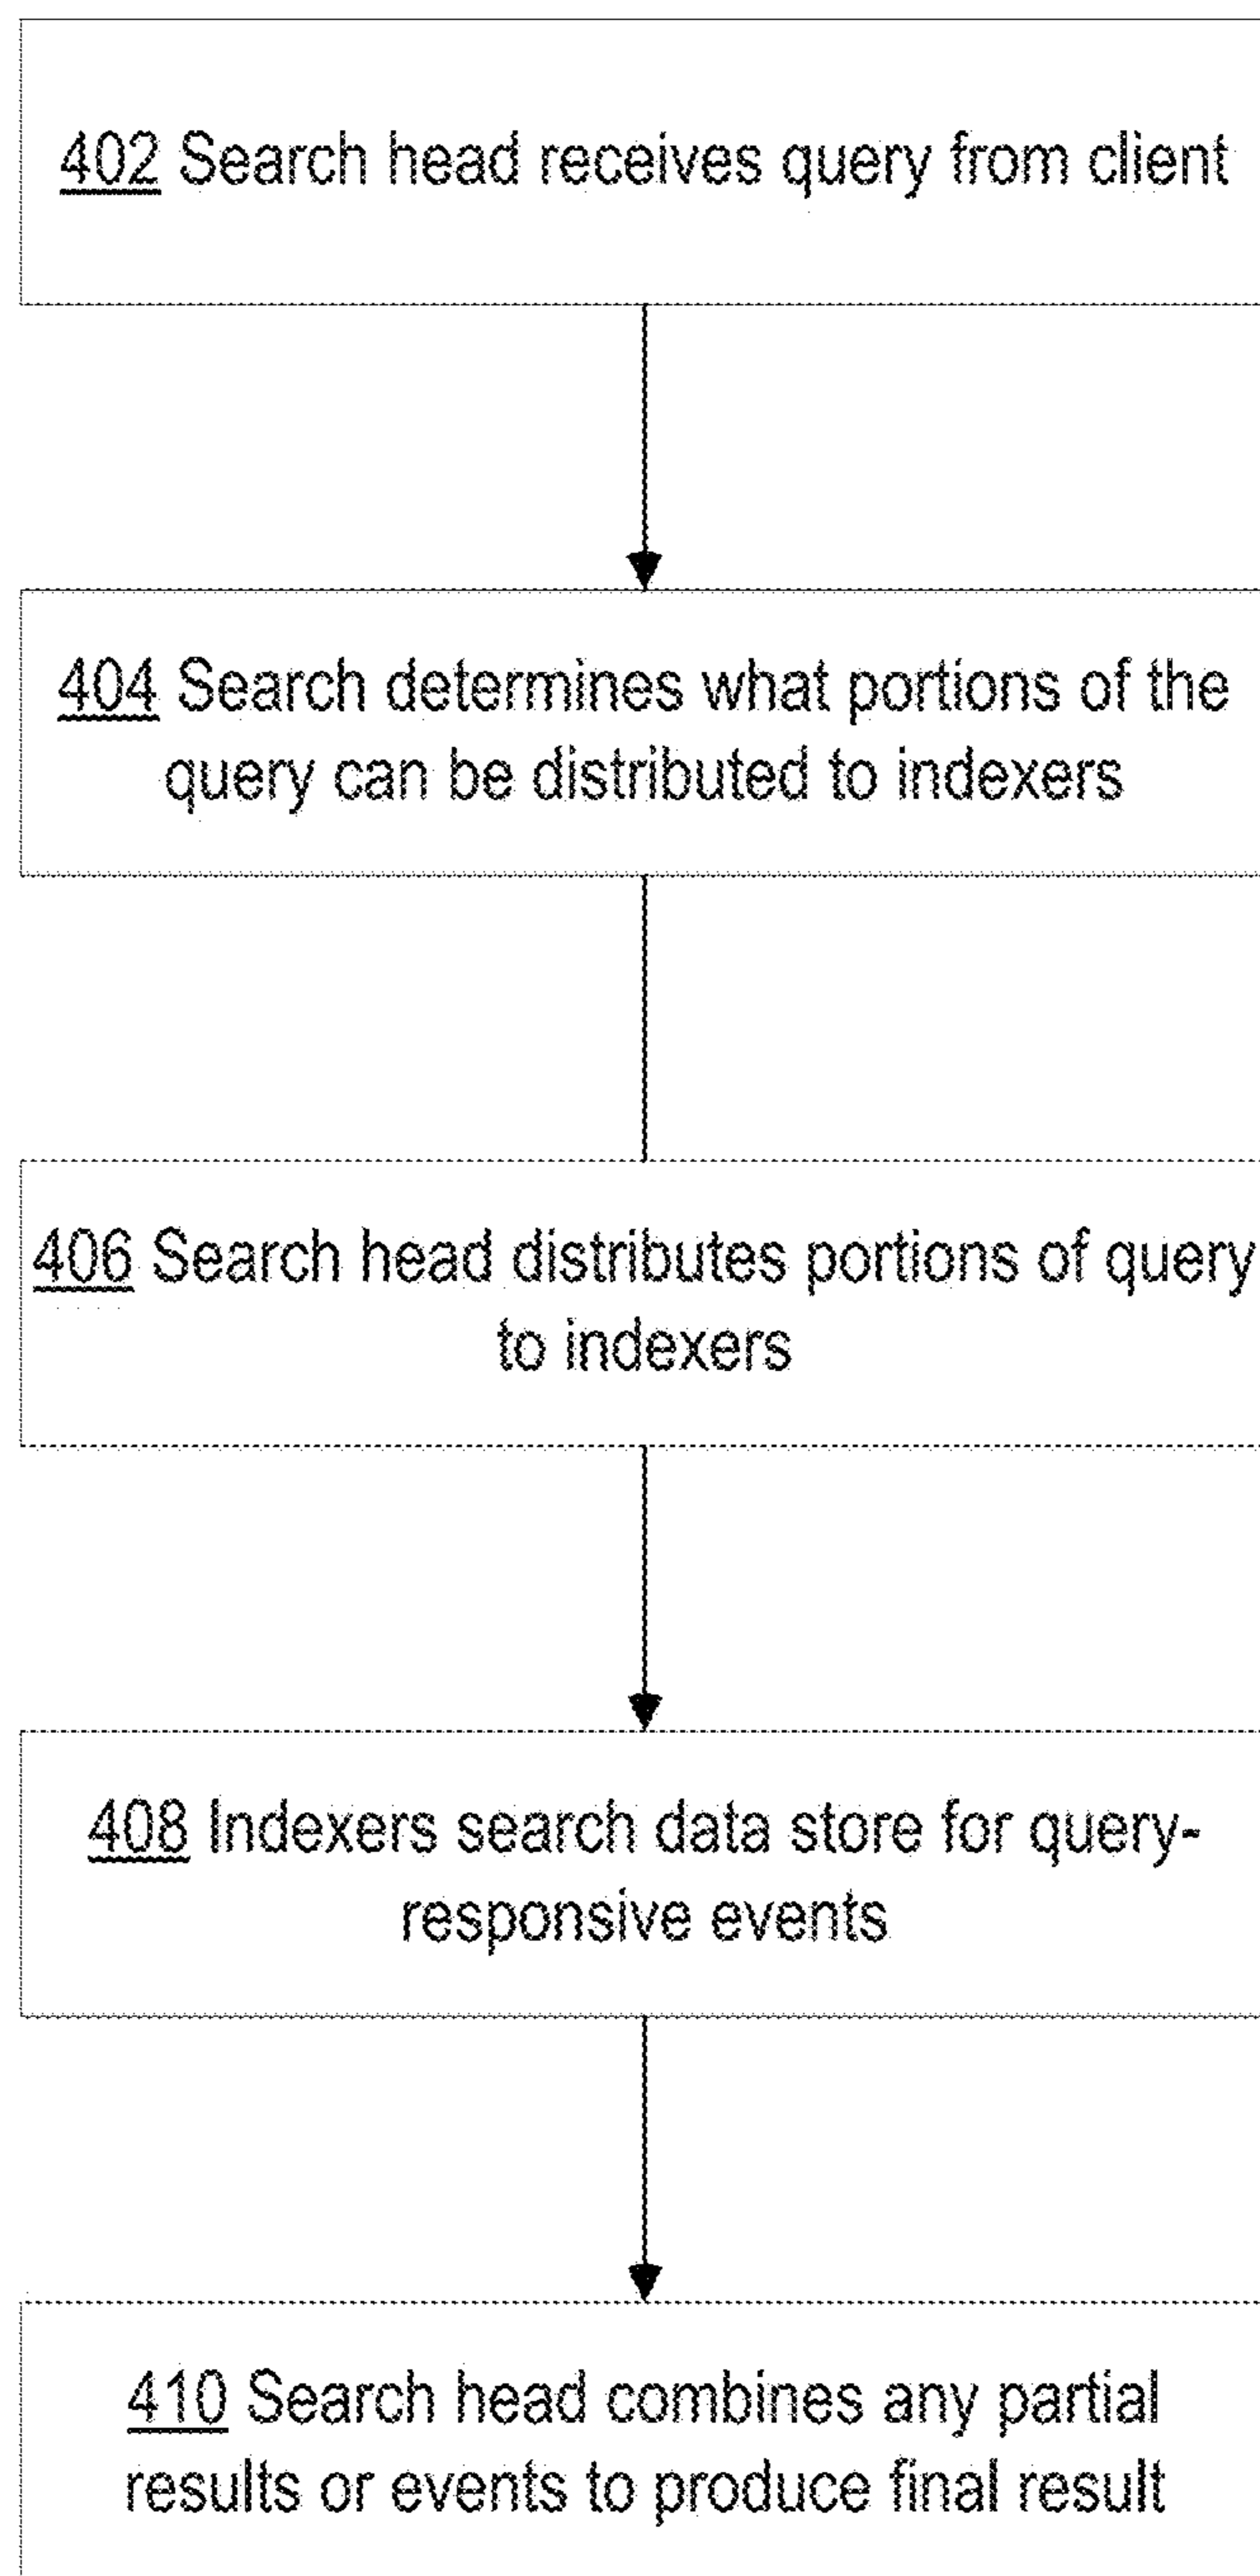 402 Search head receives query from client
404 Search determines what portions of the
query can be distributed to indexers
406 Search head distributes portions of query
to indexers
408 Indexers search data store for query-
responsive events
410 Search head combines any partial
results or events to produce final result